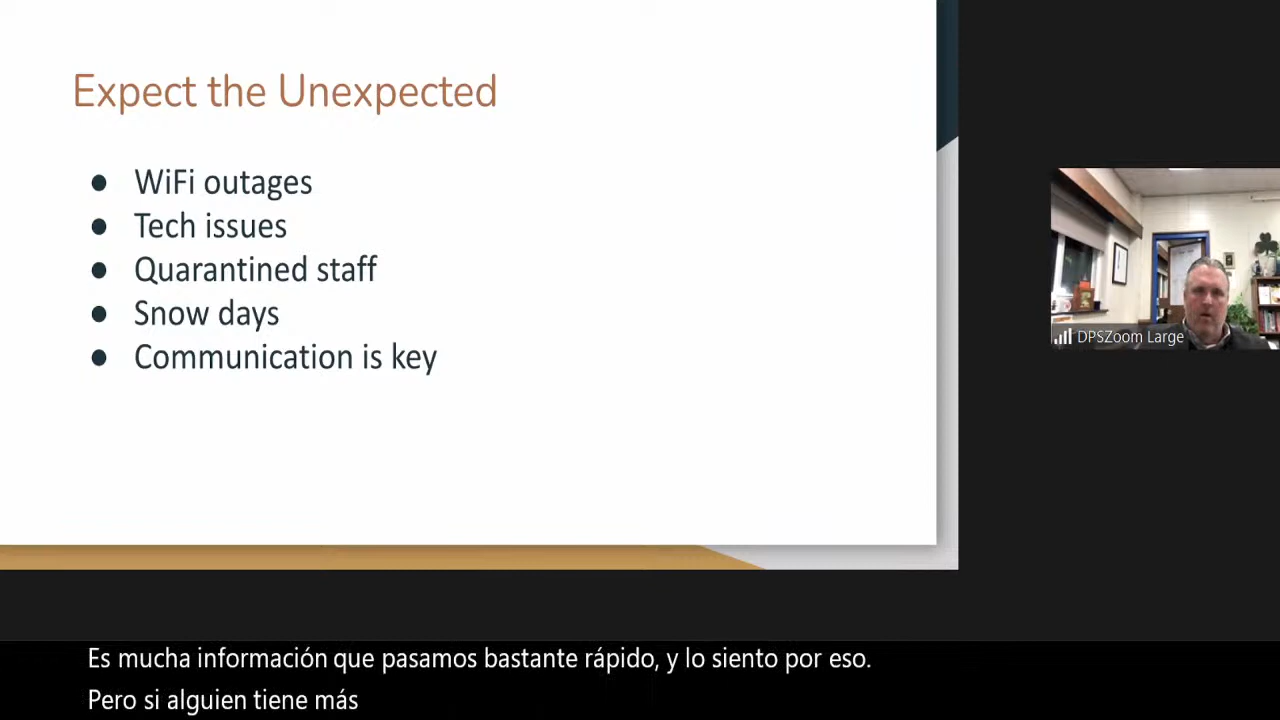 Expect the Unexpected
● WiFi outages
● Tech issues
● Quarantined staff
● Snow days
● Communication is key
DPSZoom Large
Es mucha información que pasamos bastante rápido, y lo siento por eso.
Pero si alguien tiene más